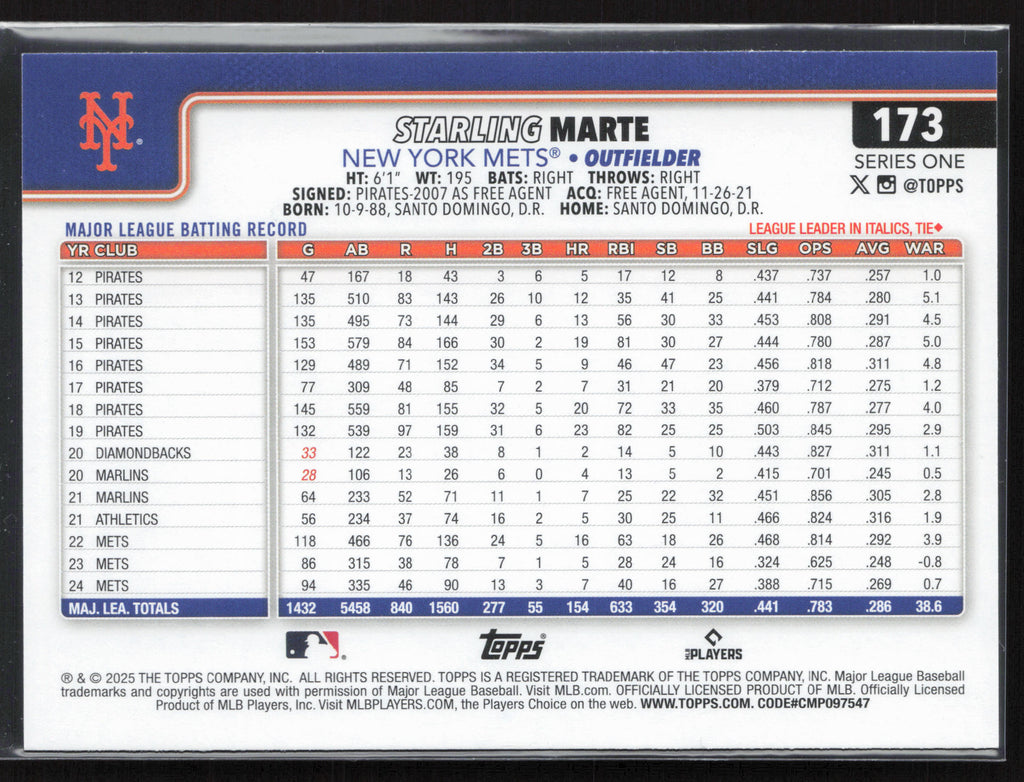 NY
STARLING MARTE
173
NEW YORK METS® • OUTFIELDER
SERIES ONE
HT: 6'1" WT: 195 BATS: RIGHT THROWS: RIGHT
@TOPPS
SIGNED: PIRATES-2007 AS FREE AGENT ACQ: FREE AGENT, 11-26-21
BORN: 10-9-88, SANTO DOMINGO, D.R. HOME: SANTO DOMINGO, D.R.
MAJOR LEAGUE BATTING RECORD LEAGUE LEADER IN ITALICS, TIE◆
YR CLUB G AB R H 2B 3B HR RBI SB BB SLG OPS AVG WAR
12 PIRATES 47 167 18 43 3 6 5 17 12 8 .437 .737 .257 1.0
13 PIRATES 135 510 83 143 26 10 12 35 41 25 .441 .784 .280 5.1
14 PIRATES 135 495 73 144 29 6 13 56 30 33 .453 .808 .291 4.5
15 PIRATES 153 579 84 166 30 2 19 81 30 27 .444 .780 .287 5.0
16 PIRATES 129 489 71 152 34 5 9 46 47 23 .456 .818 .311 4.8
17 PIRATES 77 309 48 85 7 2 7 31 21 20 .379 .712 .275 1.2
18 PIRATES 145 559 81 155 32 5 20 72 33 35 .460 .787 .277 4.0
19 PIRATES 132 539 97 159 31 6 23 82 25 25 .503 .845 .295 2.9
20 DIAMONDBACKS 33 122 23 38 8 1 2 14 5 10 .443 .827 .311 1.1
20 MARLINS 28 106 13 26 6 0 4 13 5 2 .415 .701 .245 0.5
21 MARLINS 64 233 52 71 11 1 7 25 22 32 .451 .856 .305 2.8
21 ATHLETICS 56 234 37 74 16 2 5 30 25 11 .466 .824 .316 1.9
22 METS 118 466 76 136 24 5 16 63 18 26 .468 .814 .292 3.9
23 METS 86 315 38 78 7 1 5 28 24 16 .324 .625 .248 -0.8
24 METS 94 335 46 90 13 3 7 40 16 27 .388 .715 .269 0.7
MAJ. LEA. TOTALS 1432 5458 840 1560 277 55 154 633 354 320 .441 .783 .286 38.6
topps® MLB PLAYERS
® & © 2025 THE TOPPS COMPANY, INC. ALL RIGHTS RESERVED. TOPPS IS A REGISTERED TRADEMARK OF THE TOPPS COMPANY, INC. Major League Baseball
trademarks and copyrights are used with permission of Major League Baseball. Visit MLB.com. OFFICIALLY LICENSED PRODUCT OF MLB. Officially Licensed
Product of MLB Players, Inc. Visit MLBPLAYERS.COM, the Players Choice on the web. WWW.TOPPS.COM. CODE#CMP097547